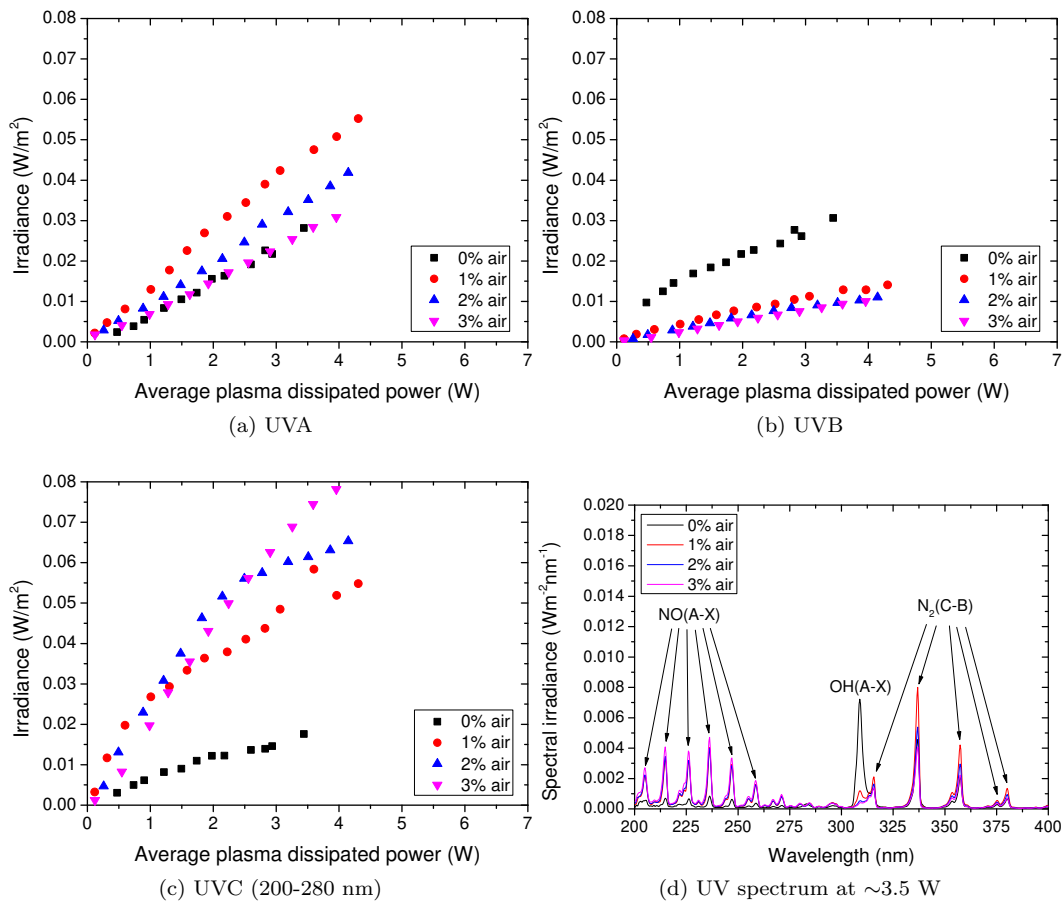 0.08
0.07
0.06
0.05
0.04
0.03
0.02
0.01
0.00
Irradiance (W/m²)
0% air
1% air
2% air
3% air
0 1 2 3 4 5 6 7
Average plasma dissipated power (W)
(a) UVA
0.08
0.07
0.06
0.05
0.04
0.03
0.02
0.01
0.00
Irradiance (W/m²)
0% air
1% air
2% air
3% air
0 1 2 3 4 5 6 7
Average plasma dissipated power (W)
(b) UVB
0.08
0.07
0.06
0.05
0.04
0.03
0.02
0.01
0.00
Irradiance (W/m²)
0% air
1% air
2% air
3% air
0 1 2 3 4 5 6 7
Average plasma dissipated power (W)
(c) UVC (200-280 nm)
0.020
0.018
0.016
0.014
0.012
0.010
0.008
0.006
0.004
0.002
0.000
Spectral irradiance (Wm⁻²nm⁻¹)
0% air
1% air
2% air
3% air
NO(A-X)
OH(A-X)
N₂(C-B)
200 225 250 275 300 325 350 375 400
Wavelength (nm)
(d) UV spectrum at ~3.5 W